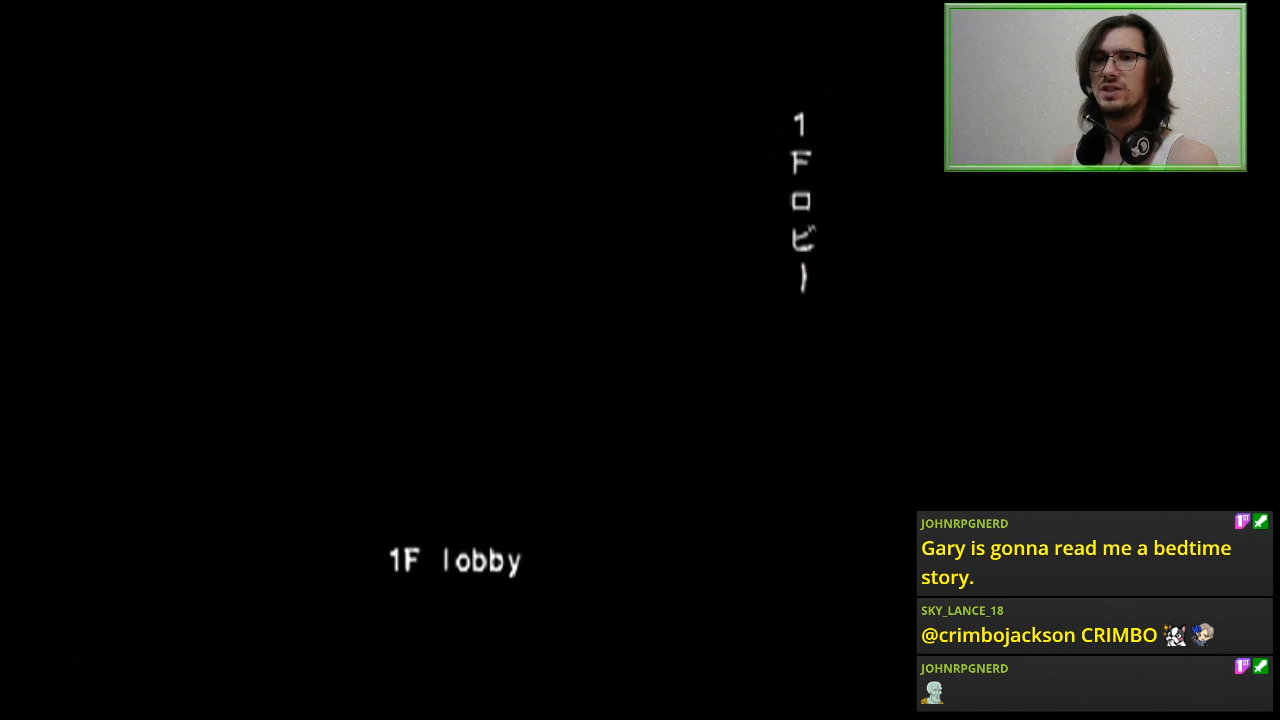 1Fロビー
1F lobby
JOHNRPGNERD
Gary is gonna read me a bedtime
story.
SKY_LANCE_18
@crimbojackson CRIMBO
JOHNRPGNERD